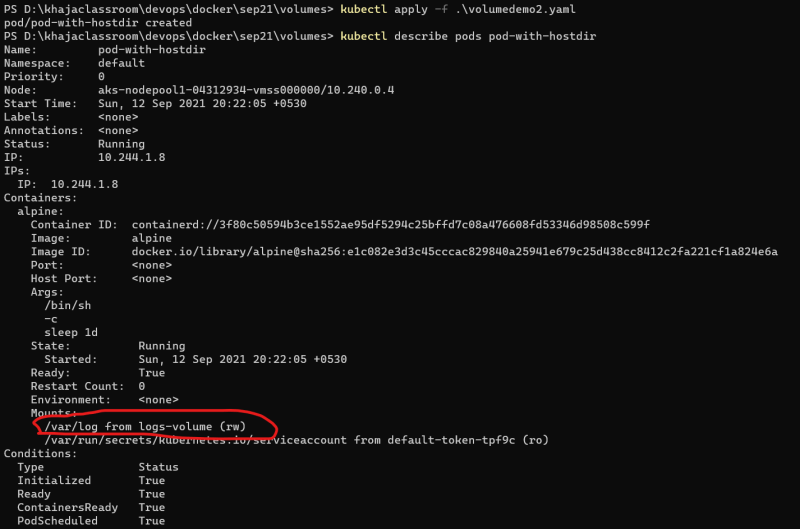 PS D:\khajaclassroom\devops\docker\sep21\volumes> kubectl apply -f .\volumedemo2.yaml
pod/pod-with-hostdir created
PS D:\khajaclassroom\devops\docker\sep21\volumes> kubectl describe pods pod-with-hostdir
Name:         pod-with-hostdir
Namespace:    default
Priority:     0
Node:         aks-nodepool1-04312934-vmss000000/10.240.0.4
Start Time:   Sun, 12 Sep 2021 20:22:05 +0530
Labels:       <none>
Annotations:  <none>
Status:       Running
IP:           10.244.1.8
IPs:
  IP:  10.244.1.8
Containers:
  alpine:
    Container ID:  containerd://3f80c50594b3ce1552ae95df5294c25bffd7c08a476608fd53346d98508c599f
    Image:         alpine
    Image ID:      docker.io/library/alpine@sha256:e1c082e3d3c45cccac829840a25941e679c25d438cc8412c2fa221cf1a824e6a
    Port:          <none>
    Host Port:     <none>
    Args:
      /bin/sh
      -c
      sleep 1d
    State:          Running
      Started:      Sun, 12 Sep 2021 20:22:05 +0530
    Ready:          True
    Restart Count:  0
    Environment:    <none>
    Mounts:
      /var/log from logs-volume (rw)
      /var/run/secrets/kubernetes.io/serviceaccount from default-token-tpf9c (ro)
Conditions:
  Type              Status
  Initialized       True
  Ready             True
  ContainersReady   True
  PodScheduled      True